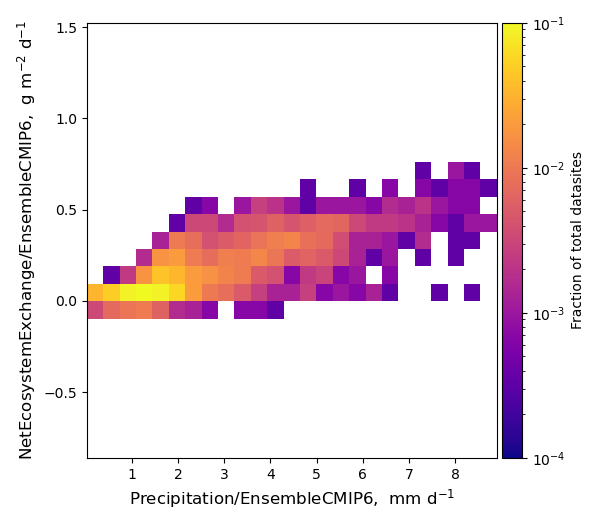 1.5
1.0
0.5
0.0
−0.5
NetEcosystemExchange/EnsembleCMIP6,  g m⁻² d⁻¹
1 2 3 4 5 6 7 8
Precipitation/EnsembleCMIP6,  mm d⁻¹
10⁻¹
10⁻²
10⁻³
10⁻⁴
Fraction of total datasites